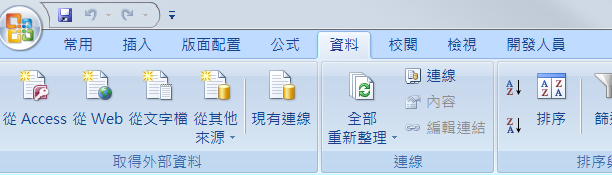 常用 插入 版面配置 公式 資料 校閱 檢視 開發人員
從 Access 從 Web 從文字檔 從其他來源 現有連線
全部重新整理
連線
內容
編輯連結
A Z
Z A
A Z Z A
排序
取得外部資料 連線